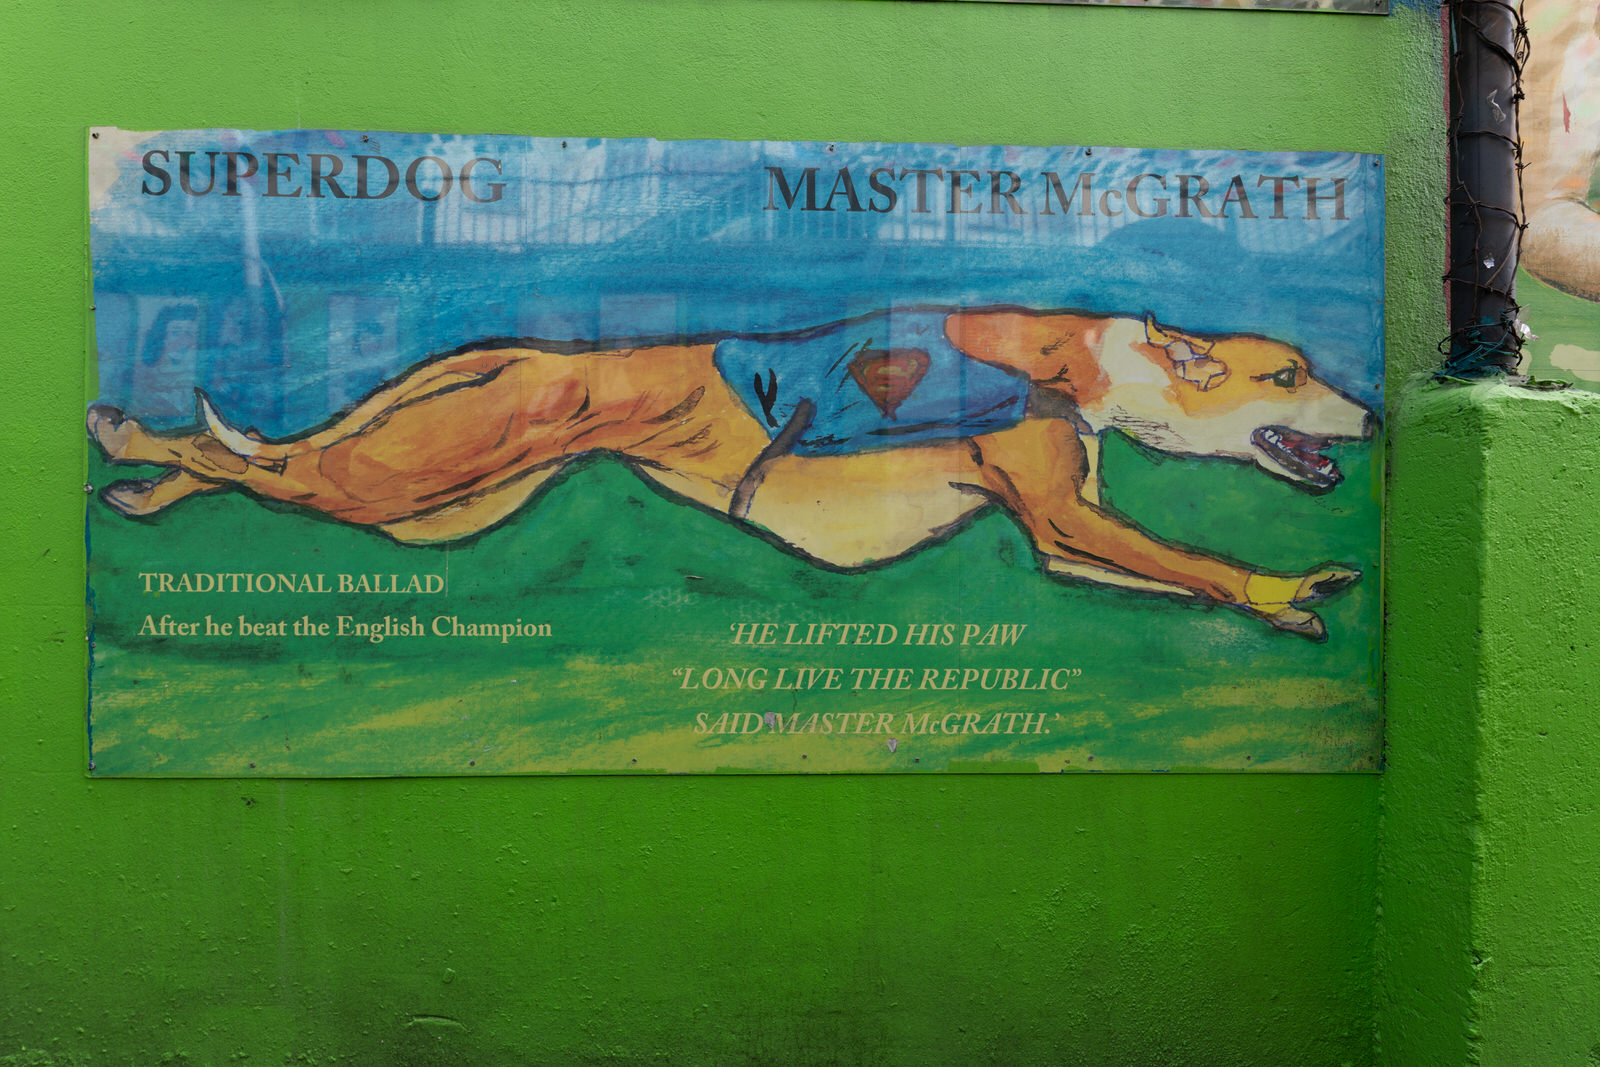 SUPERDOG MASTER McGRATH
TRADITIONAL BALLAD
After he beat the English Champion
‘HE LIFTED HIS PAW
“LONG LIVE THE REPUBLIC”
SAID MASTER McGRATH.’